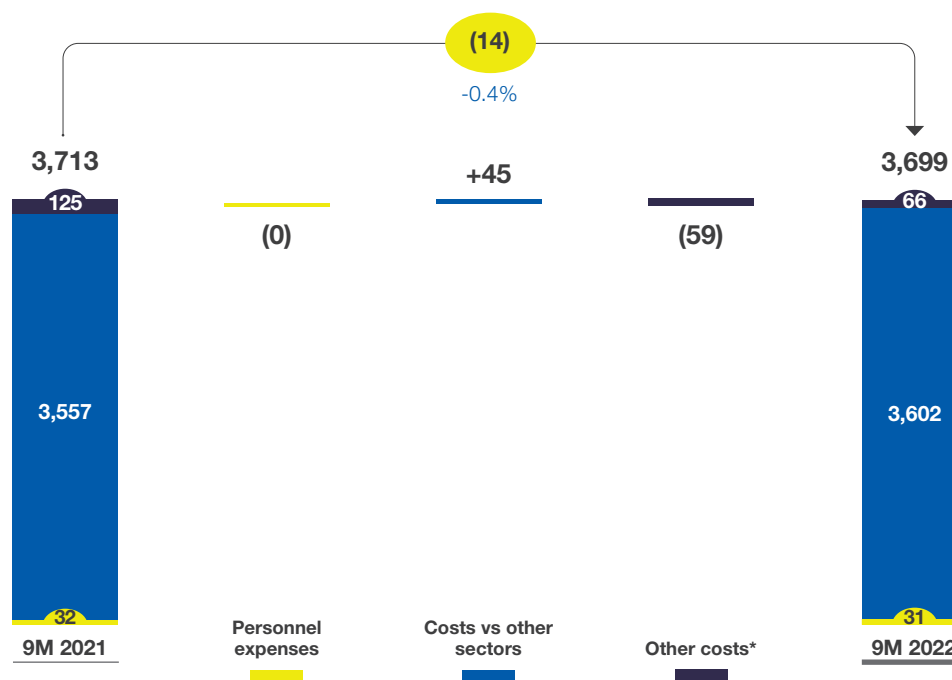 (14)
-0.4%
3,713
3,699
+45
125
66
(0)
(59)
3,557
3,602
32
31
9M 2021
Personnel
expenses
Costs vs other
sectors
Other costs*
9M 2022